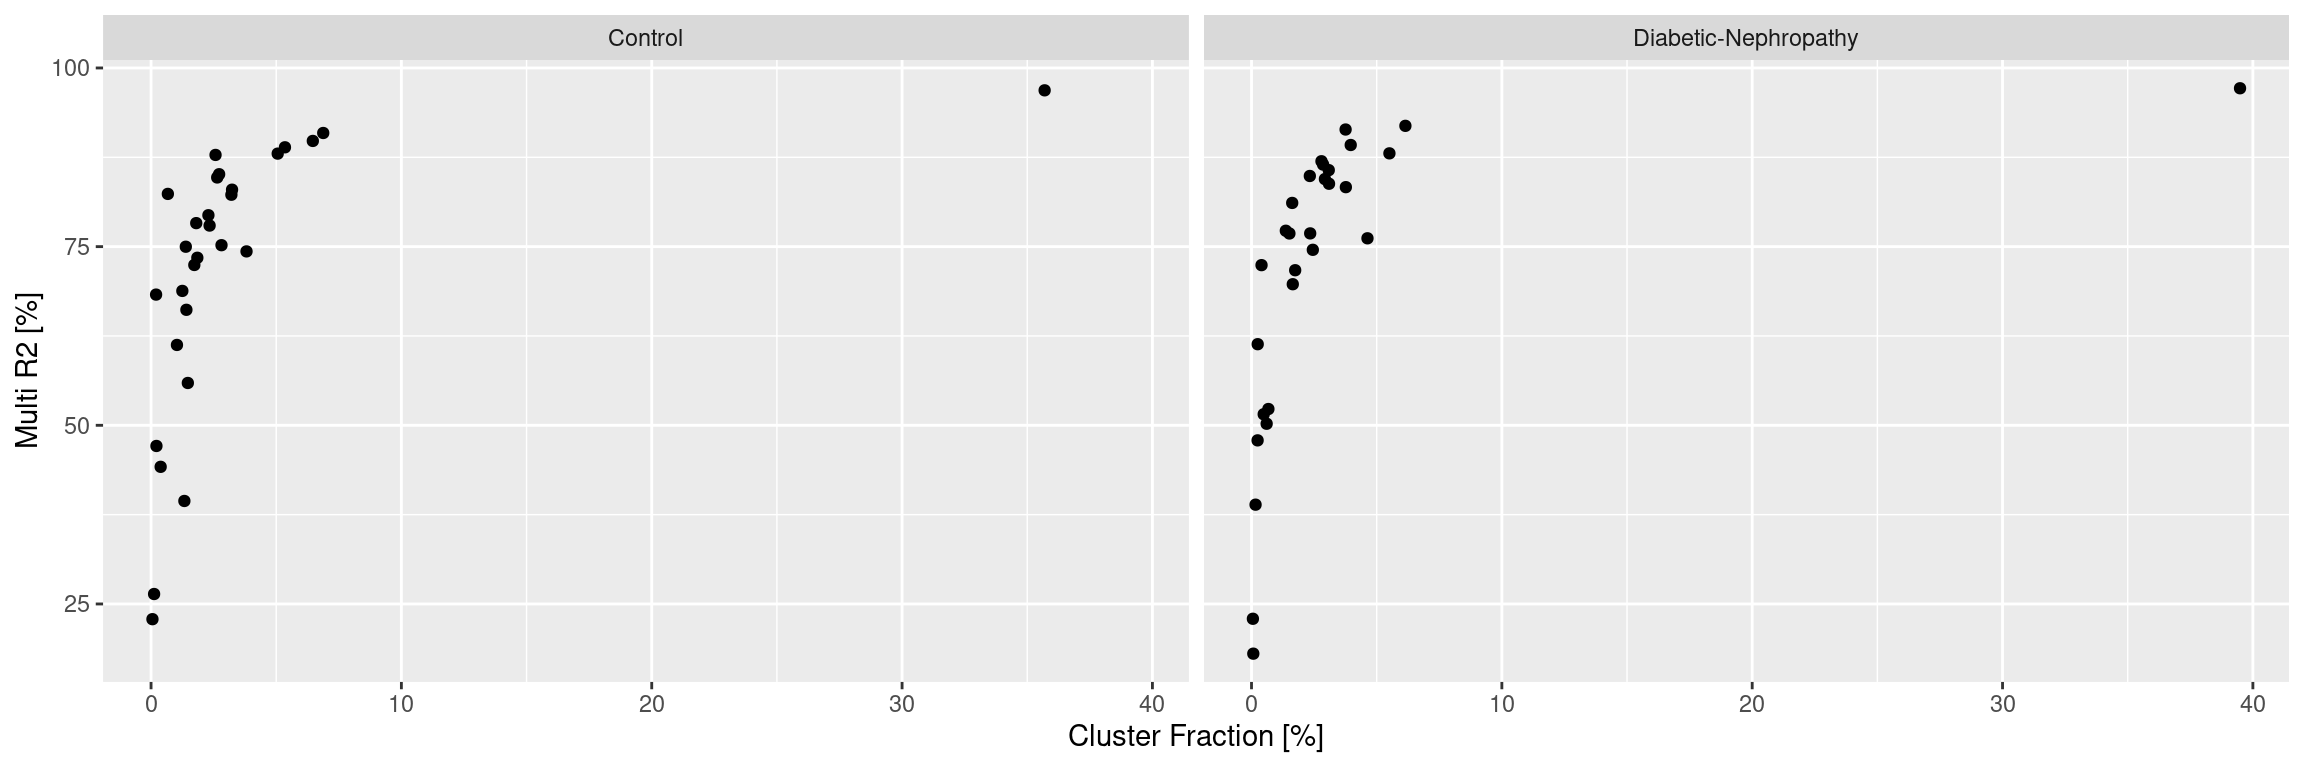 Control
Diabetic-Nephropathy
Multi R2 [%]
100
75
50
25
0 10 20 30 40
0 10 20 30 40
Cluster Fraction [%]